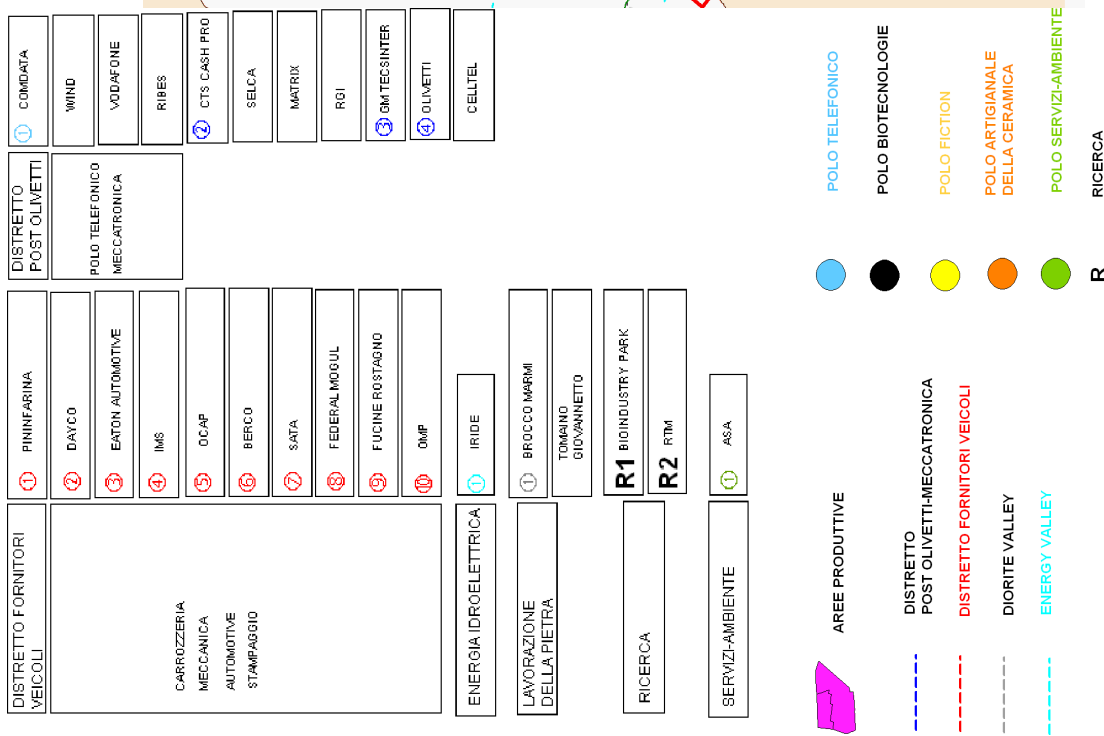 DISTRETTO FORNITORI
VEICOLI
CARROZZERIA
MECCANICA
AUTOMOTIVE
STAMPAGGIO
① PININFARINA
② DAYCO
③ EATON AUTOMOTIVE
④ IMS
⑤ OCAP
⑥ BERCO
⑦ SATA
⑧ FEDERAL MOGUL
⑨ FUCINE ROSTAGNO
⑩ OMP
ENERGIA IDROELETTRICA
① IRIDE
LAVORAZIONE
DELLA PIETRA
① BROCCO MARMI
TOMAINO
GIOVANNETTO
RICERCA
R1 BIOINDUSTRY PARK
R2 RTM
SERVIZI-AMBIENTE
① ASA
DISTRETTO
POST OLIVETTI
POLO TELEFONICO
MECCATRONICA
① COMDATA
WIND
VODAFONE
RIBES
② CTS CASH PRO
SELCA
MATRIX
RGI
③ GM TECSINTER
④ OLIVETTI
CELLTEL
AREE PRODUTTIVE
DISTRETTO
POST OLIVETTI-MECCATRONICA
DISTRETTO FORNITORI VEICOLI
DIORITE VALLEY
ENERGY VALLEY
POLO TELEFONICO
POLO BIOTECNOLOGIE
POLO FICTION
POLO ARTIGIANALE
DELLA CERAMICA
POLO SERVIZI-AMBIENTE
R RICERCA